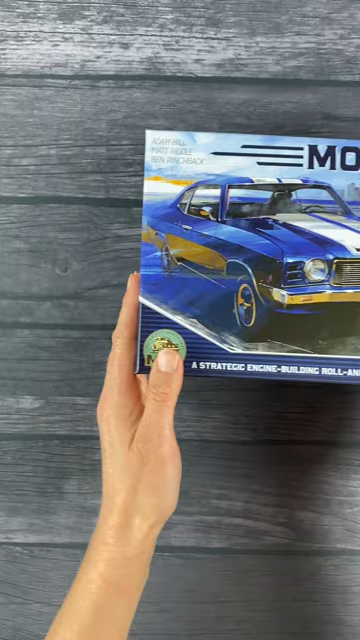 ADAM HILL
MATT RIDDLE
BEN PINCHBACK
MO
A STRATEGIC ENGINE-BUILDING ROLL-AN